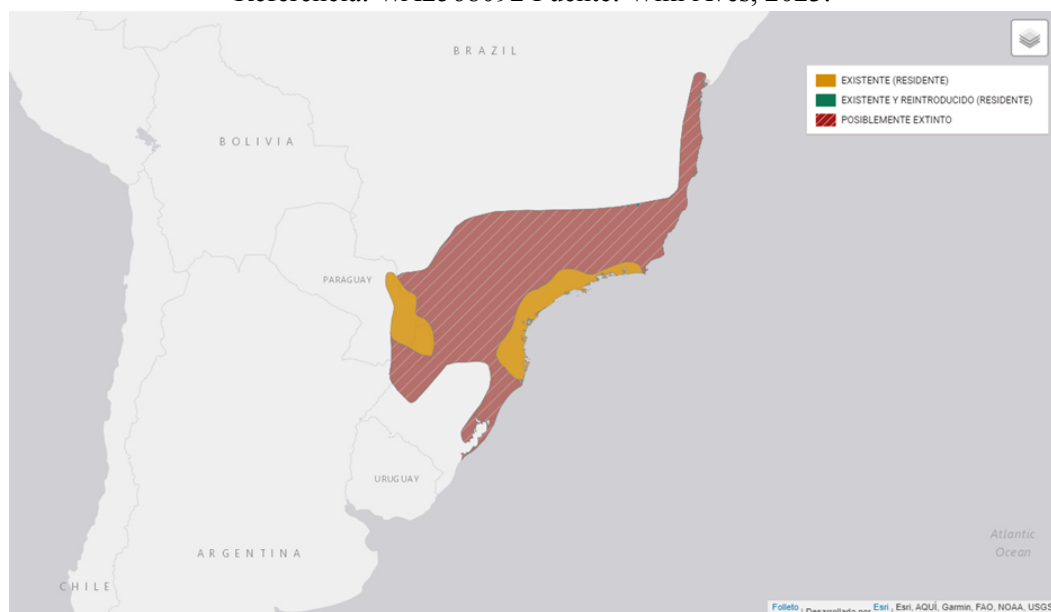 Referencia: WA2568092 Fuente: Wikiaves, 2023.
BRAZIL
EXISTENTE (RESIDENTE)
EXISTENTE Y REINTRODUCIDO (RESIDENTE)
POSIBLEMENTE EXTINTO
BOLIVIA
PARAGUAY
URUGUAY
ARGENTINA
CHILE
Atlantic
Ocean
Folleto | Desarrollado por Esri , Esri, AQUÍ, Garmin, FAO, NOAA, USGS